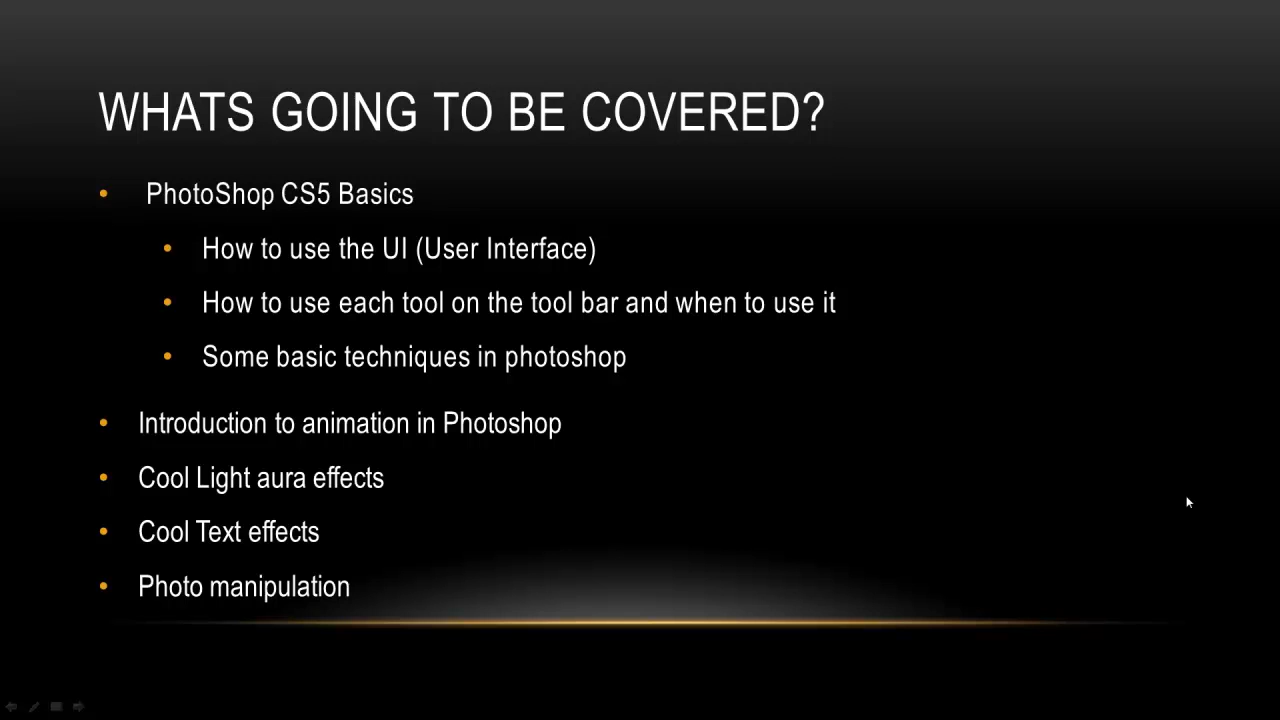 WHATS GOING TO BE COVERED?
• PhotoShop CS5 Basics
• How to use the UI (User Interface)
• How to use each tool on the tool bar and when to use it
• Some basic techniques in photoshop
• Introduction to animation in Photoshop
• Cool Light aura effects
• Cool Text effects
• Photo manipulation